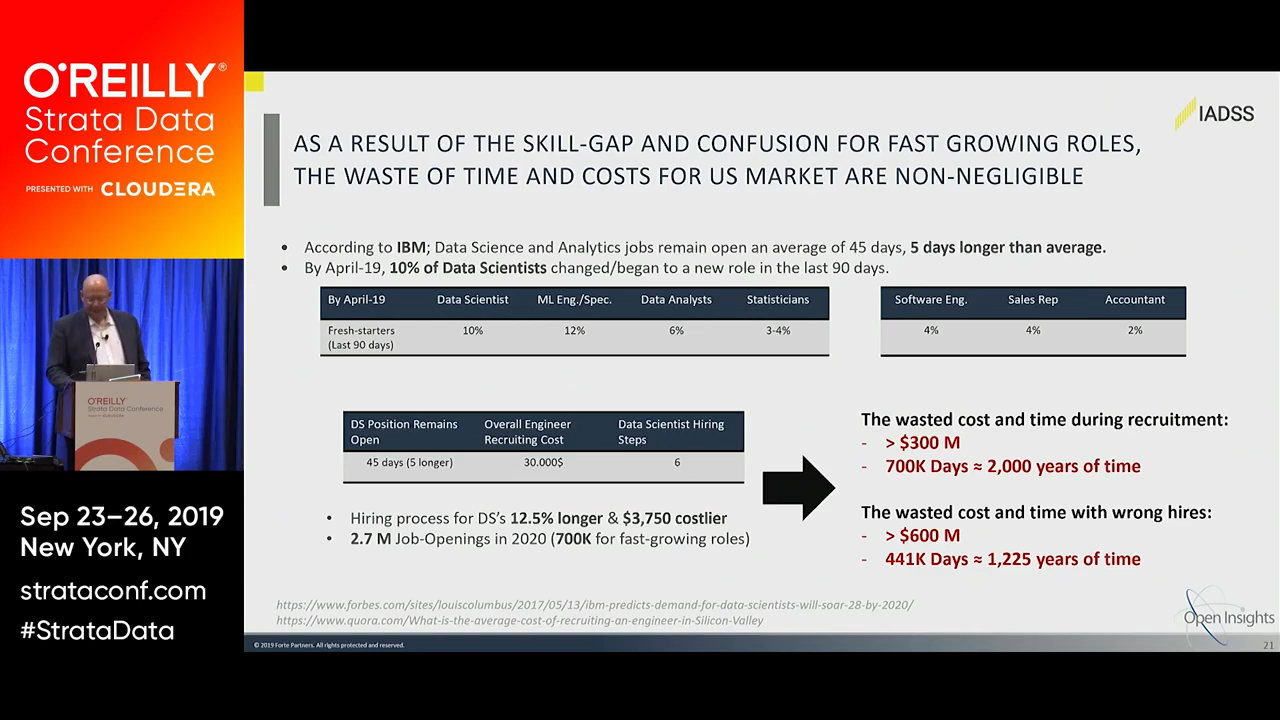 O'REILLY®
Strata Data
Conference
PRESENTED WITH CLOUDERA
O'REILLY
Strata Data Conference
Sep 23–26, 2019
New York, NY
strataconf.com
#StrataData
IADSS
AS A RESULT OF THE SKILL-GAP AND CONFUSION FOR FAST GROWING ROLES,
THE WASTE OF TIME AND COSTS FOR US MARKET ARE NON-NEGLIGIBLE
• According to IBM; Data Science and Analytics jobs remain open an average of 45 days, 5 days longer than average.
• By April-19, 10% of Data Scientists changed/began to a new role in the last 90 days.
By April-19 Data Scientist ML Eng./Spec. Data Analysts Statisticians
Fresh-starters 10% 12% 6% 3-4%
(Last 90 days)
Software Eng. Sales Rep Accountant
4% 4% 2%
DS Position Remains Overall Engineer Data Scientist Hiring
Open Recruiting Cost Steps
45 days (5 longer) 30.000$ 6
• Hiring process for DS's 12.5% longer & $3,750 costlier
• 2.7 M Job-Openings in 2020 (700K for fast-growing roles)
The wasted cost and time during recruitment:
- > $300 M
- 700K Days ≈ 2,000 years of time
The wasted cost and time with wrong hires:
- > $600 M
- 441K Days ≈ 1,225 years of time
https://www.forbes.com/sites/louiscolumbus/2017/05/13/ibm-predicts-demand-for-data-scientists-will-soar-28-by-2020/
https://www.quora.com/What-is-the-average-cost-of-recruiting-an-engineer-in-Silicon-Valley
Open Insights
© 2019 Forte Partners. All rights protected and reserved.
21